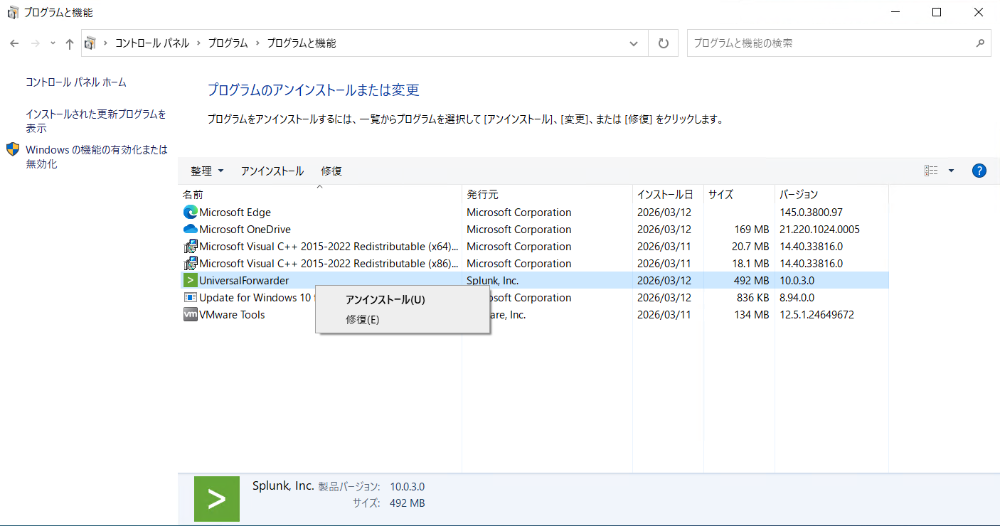 プログラムと機能
コントロール パネル › プログラム › プログラムと機能
プログラムと機能の検索
コントロール パネル ホーム
インストールされた更新プログラムを
表示
Windows の機能の有効化または
無効化
プログラムのアンインストールまたは変更
プログラムをアンインストールするには、一覧からプログラムを選択して [アンインストール]、[変更]、または [修復] をクリックします。
整理 アンインストール 修復
名前 発行元 インストール日 サイズ バージョン
Microsoft Edge Microsoft Corporation 2026/03/12 145.0.3800.97
Microsoft OneDrive Microsoft Corporation 2026/03/12 169 MB 21.220.1024.0005
Microsoft Visual C++ 2015-2022 Redistributable (x64)... Microsoft Corporation 2026/03/11 20.7 MB 14.40.33816.0
Microsoft Visual C++ 2015-2022 Redistributable (x86)... Microsoft Corporation 2026/03/11 18.1 MB 14.40.33816.0
UniversalForwarder Splunk, Inc. 2026/03/12 492 MB 10.0.3.0
Update for Windows 10 Corporation 2026/03/12 836 KB 8.94.0.0
VMware Tools Inc. 2026/03/11 134 MB 12.5.1.24649672
アンインストール(U)
修復(E)
Splunk, Inc. 製品バージョン: 10.0.3.0
サイズ: 492 MB